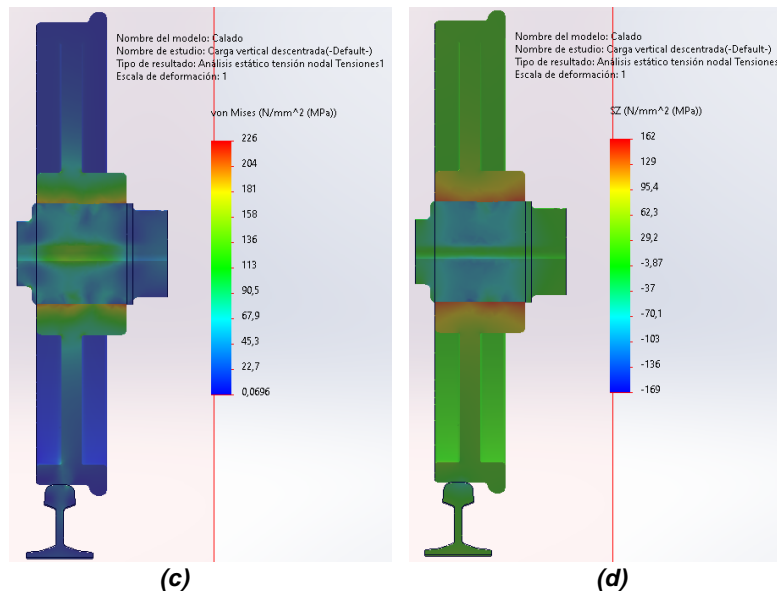 Nombre del modelo: Calado
Nombre de estudio: Carga vertical descentrada(-Default-)
Tipo de resultado: Análisis estático tensión nodal Tensiones1
Escala de deformación: 1
von Mises (N/mm^2 (MPa))
226
204
181
158
136
113
90,5
67,9
45,3
22,7
0,0696
(c)
Nombre del modelo: Calado
Nombre de estudio: Carga vertical descentrada(-Default-)
Tipo de resultado: Análisis estático tensión nodal Tensiones
Escala de deformación: 1
SZ (N/mm^2 (MPa))
162
129
95,4
62,3
29,2
-3,87
-37
-70,1
-103
-136
-169
(d)